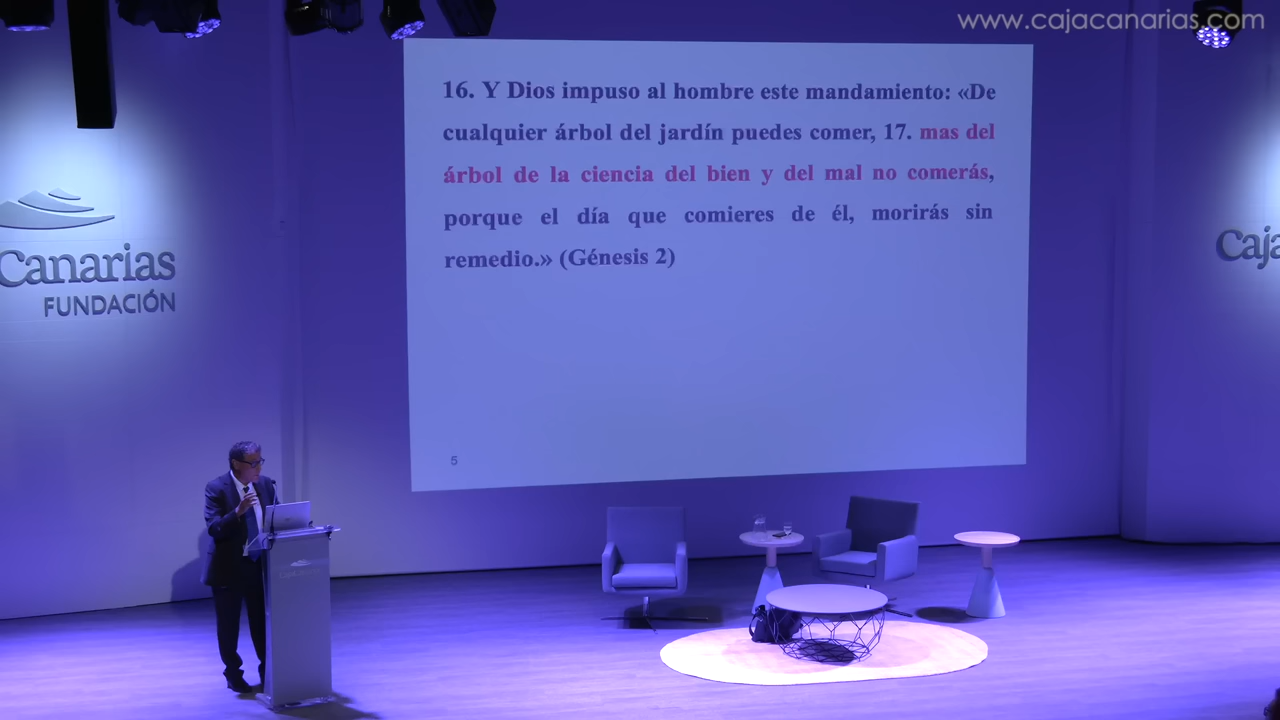 www.cajacanarias.com
16. Y Dios impuso al hombre este mandamiento: «De
cualquier árbol del jardín puedes comer, 17. mas del
árbol de la ciencia del bien y del mal no comerás,
porque el día que comieres de él, morirás sin
remedio.» (Génesis 2)
5
Canarias
FUNDACIÓN
Caja